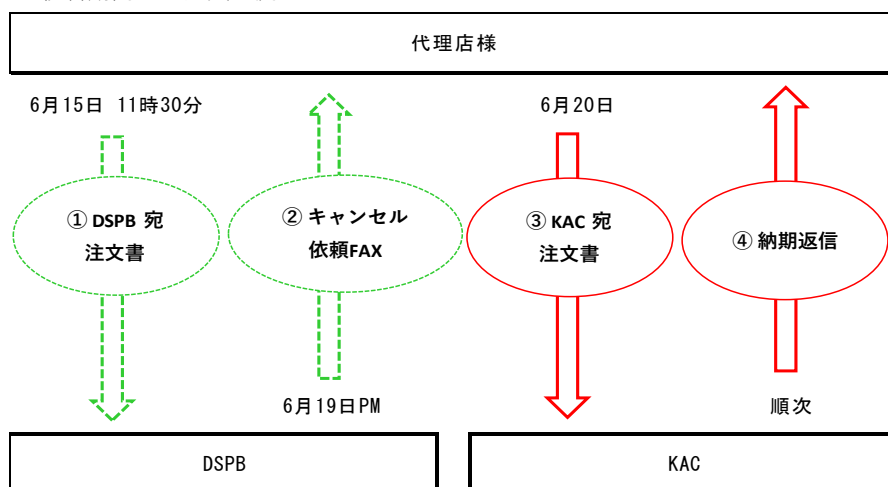 代理店様
6月15日 11時30分
6月20日
① DSPB 宛
注文書
② キャンセル
依頼FAX
③ KAC 宛
注文書
④ 納期返信
6月19日PM
順次
DSPB
KAC